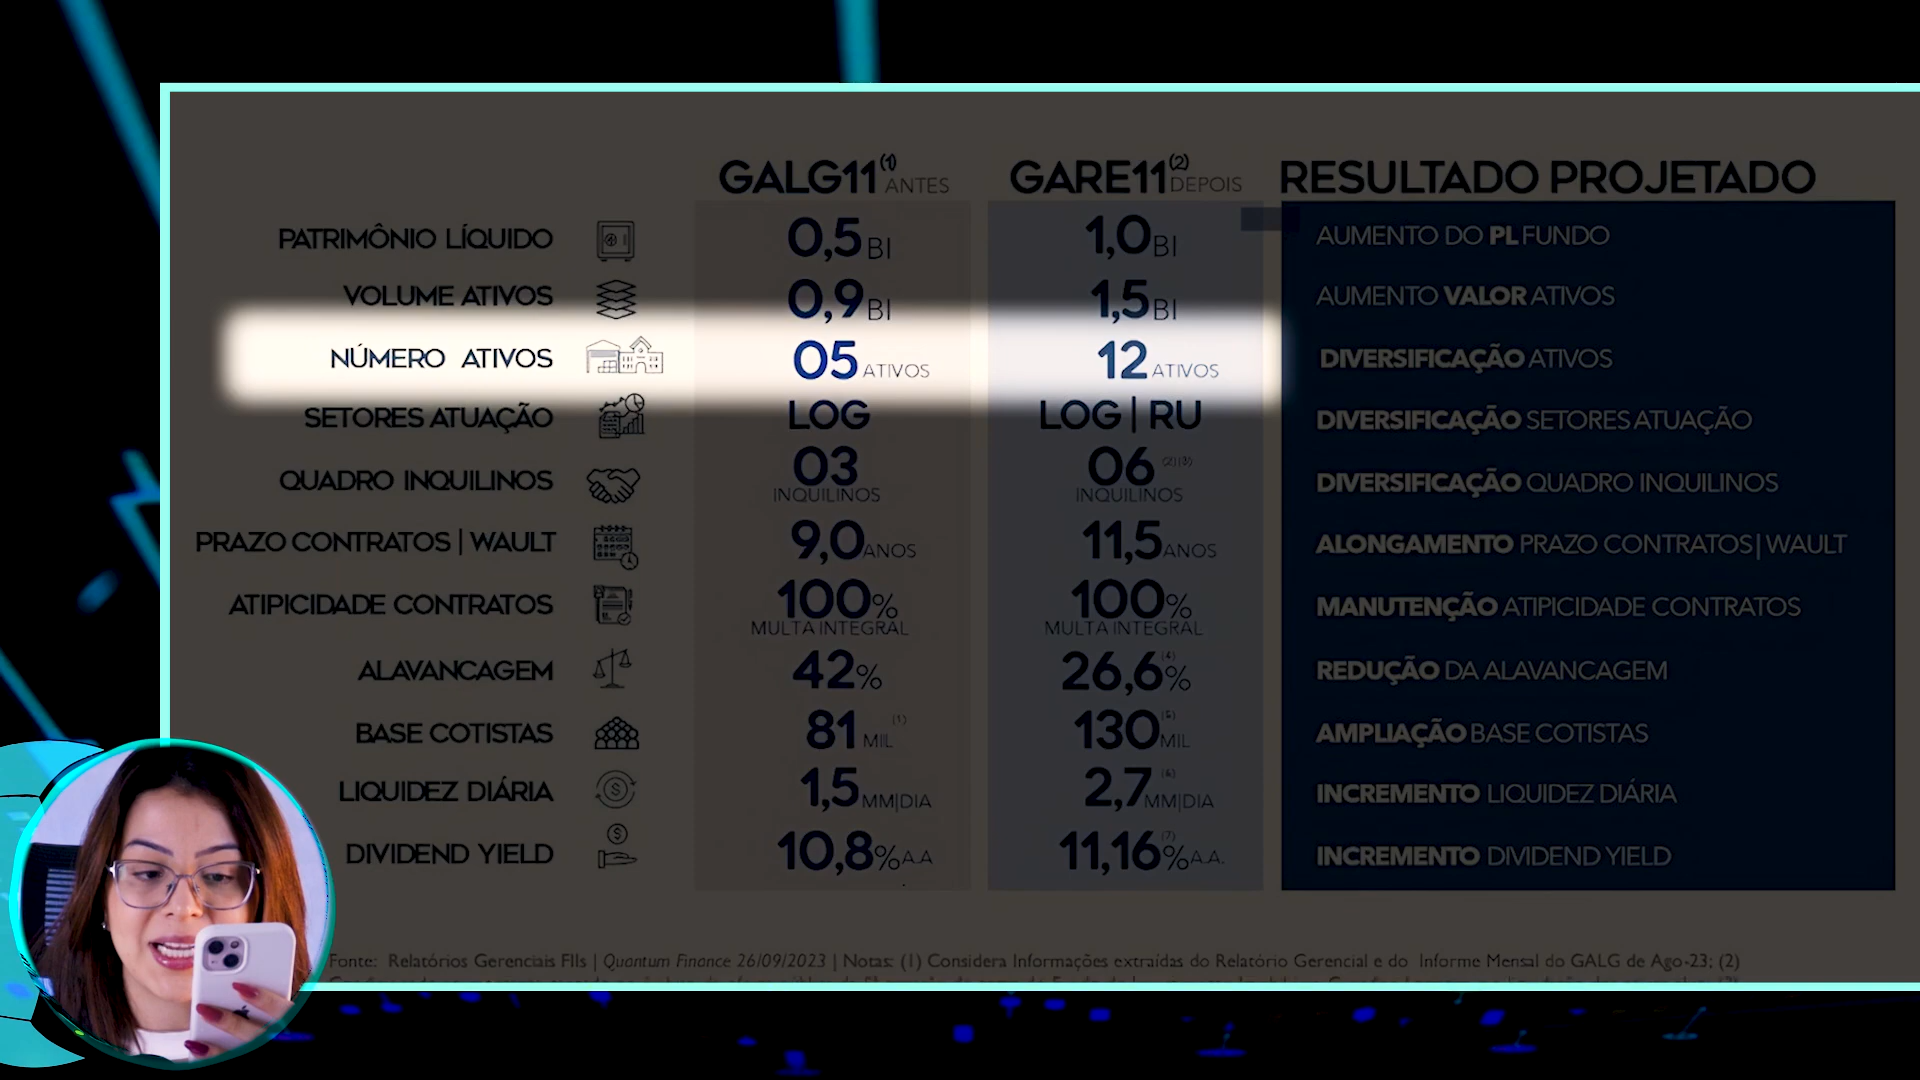 GALG11(1) ANTES GARE11(2) DEPOIS RESULTADO PROJETADO
PATRIMÔNIO LÍQUIDO 0,5 BI 1,0 BI AUMENTO DO PL FUNDO
VOLUME ATIVOS 0,9 BI 1,5 BI AUMENTO VALOR ATIVOS
NÚMERO ATIVOS 05 ATIVOS 12 ATIVOS DIVERSIFICAÇÃO ATIVOS
SETORES ATUAÇÃO LOG LOG | RU DIVERSIFICAÇÃO SETORES ATUAÇÃO
QUADRO INQUILINOS 03 INQUILINOS 06 INQUILINOS DIVERSIFICAÇÃO QUADRO INQUILINOS
PRAZO CONTRATOS | WAULT 9,0 ANOS 11,5 ANOS ALONGAMENTO PRAZO CONTRATOS | WAULT
ATIPICIDADE CONTRATOS 100% MULTA INTEGRAL 100% MULTA INTEGRAL MANUTENÇÃO ATIPICIDADE CONTRATOS
ALAVANCAGEM 42% 26,6%(4) REDUÇÃO DA ALAVANCAGEM
BASE COTISTAS 81 MIL(1) 130 MIL(5) AMPLIAÇÃO BASE COTISTAS
LIQUIDEZ DIÁRIA 1,5 MM|DIA 2,7 MM|DIA(6) INCREMENTO LIQUIDEZ DIÁRIA
DIVIDEND YIELD 10,8% A.A 11,16% A.A.(7) INCREMENTO DIVIDEND YIELD
Fonte: Relatórios Gerenciais FIIs | Quantum Finance 26/09/2023 | Notas: (1) Considera Informações extraídas do Relatório Gerencial e do Informe Mensal do GALG de Ago-23; (2)